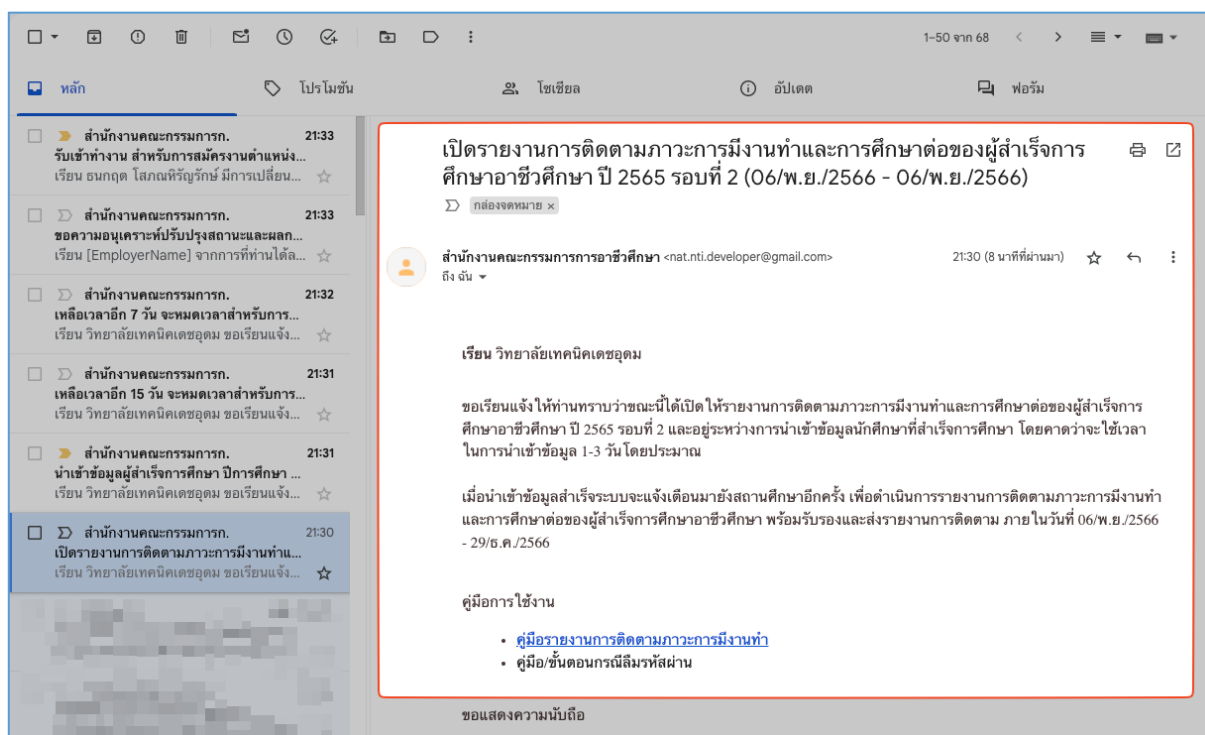 1–50 จาก 68
หลัก
โปรโมชัน
โซเชียล
อัปเดต
ฟอรัม
สำนักงานคณะกรรมการก. 21:33
รับเข้าทำงาน สำหรับการสมัครงานตำแหน่ง...
เรียน ธนกฤต โสภณหิรัญรักษ์ มีการเปลี่ยน...
สำนักงานคณะกรรมการก. 21:33
ขอความอนุเคราะห์ปรับปรุงสถานะและผลก...
เรียน [EmployerName] จากการที่ท่านได้ล...
สำนักงานคณะกรรมการก. 21:32
เหลือเวลาอีก 7 วัน จะหมดเวลาสำหรับการ...
เรียน วิทยาลัยเทคนิคเดชอุดม ขอเรียนแจ้ง...
สำนักงานคณะกรรมการก. 21:31
เหลือเวลาอีก 15 วัน จะหมดเวลาสำหรับการ...
เรียน วิทยาลัยเทคนิคเดชอุดม ขอเรียนแจ้ง...
สำนักงานคณะกรรมการก. 21:31
นำเข้าข้อมูลผู้สำเร็จการศึกษา ปีการศึกษา ...
เรียน วิทยาลัยเทคนิคเดชอุดม ขอเรียนแจ้ง...
สำนักงานคณะกรรมการก. 21:30
เปิดรายงานการติดตามภาวะการมีงานทำแ...
เรียน วิทยาลัยเทคนิคเดชอุดม ขอเรียนแจ้ง...
เปิดรายงานการติดตามภาวะการมีงานทำและการศึกษาต่อของผู้สำเร็จการ
ศึกษาอาชีวศึกษา ปี 2565 รอบที่ 2 (06/พ.ย./2566 - 06/พ.ย./2566)
กล่องจดหมาย ×
สำนักงานคณะกรรมการการอาชีวศึกษา <nat.nti.developer@gmail.com> 21:30 (8 นาทีที่ผ่านมา)
ถึง ฉัน
เรียน วิทยาลัยเทคนิคเดชอุดม
ขอเรียนแจ้งให้ท่านทราบว่าขณะนี้ได้เปิดให้รายงานการติดตามภาวะการมีงานทำและการศึกษาต่อของผู้สำเร็จการ
ศึกษาอาชีวศึกษา ปี 2565 รอบที่ 2 และอยู่ระหว่างการนำเข้าข้อมูลนักศึกษาที่สำเร็จการศึกษา โดยคาดว่าจะใช้เวลา
ในการนำเข้าข้อมูล 1-3 วันโดยประมาณ
เมื่อนำเข้าข้อมูลสำเร็จระบบจะแจ้งเตือนมายังสถานศึกษาอีกครั้ง เพื่อดำเนินการรายงานการติดตามภาวะการมีงานทำ
และการศึกษาต่อของผู้สำเร็จการศึกษาอาชีวศึกษา พร้อมรับรองและส่งรายงานการติดตาม ภายในวันที่ 06/พ.ย./2566
- 29/ธ.ค./2566
คู่มือการใช้งาน
• คู่มือรายงานการติดตามภาวะการมีงานทำ
• คู่มือ/ขั้นตอนกรณีลืมรหัสผ่าน
ขอแสดงความนับถือ